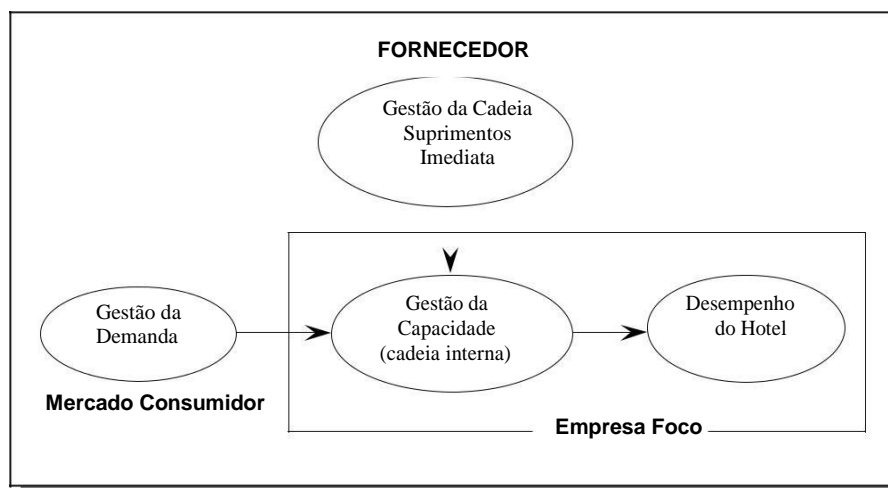 FORNECEDOR
Gestão da Cadeia
Suprimentos
Imediata
Gestão da
Demanda
Gestão da
Capacidade
(cadeia interna)
Desempenho
do Hotel
Mercado Consumidor
Empresa Foco